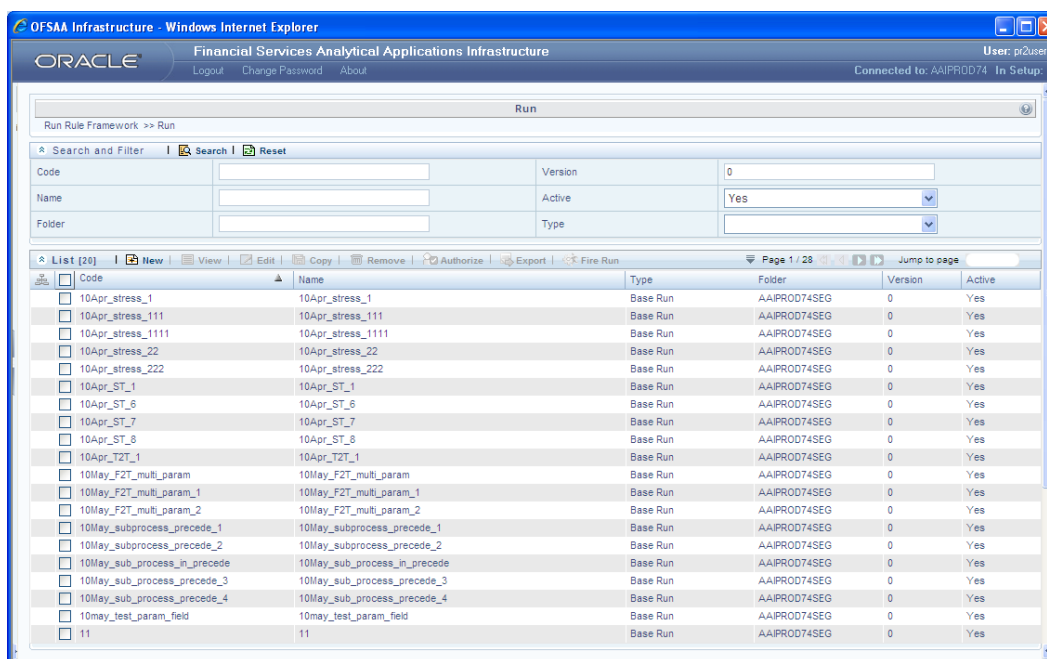 OFSAA Infrastructure - Windows Internet Explorer
ORACLE
Financial Services Analytical Applications Infrastructure
User: pr2user
Logout Change Password About
Connected to: AAIPROD74 In Setup:
Run
Run Rule Framework >> Run
Search and Filter | Search | Reset
Code Version 0
Name Active Yes
Folder Type
List [20] | New | View | Edit | Copy | Remove | Authorize | Export | Fire Run Page 1 / 28 Jump to page
Code Name Type Folder Version Active
10Apr_stress_1 10Apr_stress_1 Base Run AAIPROD74SEG 0 Yes
10Apr_stress_111 10Apr_stress_111 Base Run AAIPROD74SEG 0 Yes
10Apr_stress_1111 10Apr_stress_1111 Base Run AAIPROD74SEG 0 Yes
10Apr_stress_22 10Apr_stress_22 Base Run AAIPROD74SEG 0 Yes
10Apr_stress_222 10Apr_stress_222 Base Run AAIPROD74SEG 0 Yes
10Apr_ST_1 10Apr_ST_1 Base Run AAIPROD74SEG 0 Yes
10Apr_ST_6 10Apr_ST_6 Base Run AAIPROD74SEG 0 Yes
10Apr_ST_7 10Apr_ST_7 Base Run AAIPROD74SEG 0 Yes
10Apr_ST_8 10Apr_ST_8 Base Run AAIPROD74SEG 0 Yes
10Apr_T2T_1 10Apr_T2T_1 Base Run AAIPROD74SEG 0 Yes
10May_F2T_multi_param 10May_F2T_multi_param Base Run AAIPROD74SEG 0 Yes
10May_F2T_multi_param_1 10May_F2T_multi_param_1 Base Run AAIPROD74SEG 0 Yes
10May_F2T_multi_param_2 10May_F2T_multi_param_2 Base Run AAIPROD74SEG 0 Yes
10May_subprocess_precede_1 10May_subprocess_precede_1 Base Run AAIPROD74SEG 0 Yes
10May_subprocess_precede_2 10May_subprocess_precede_2 Base Run AAIPROD74SEG 0 Yes
10May_sub_process_in_precede 10May_sub_process_in_precede Base Run AAIPROD74SEG 0 Yes
10May_sub_process_precede_3 10May_sub_process_precede_3 Base Run AAIPROD74SEG 0 Yes
10May_sub_process_precede_4 10May_sub_process_precede_4 Base Run AAIPROD74SEG 0 Yes
10may_test_param_field 10may_test_param_field Base Run AAIPROD74SEG 0 Yes
11 11 Base Run AAIPROD74SEG 0 Yes